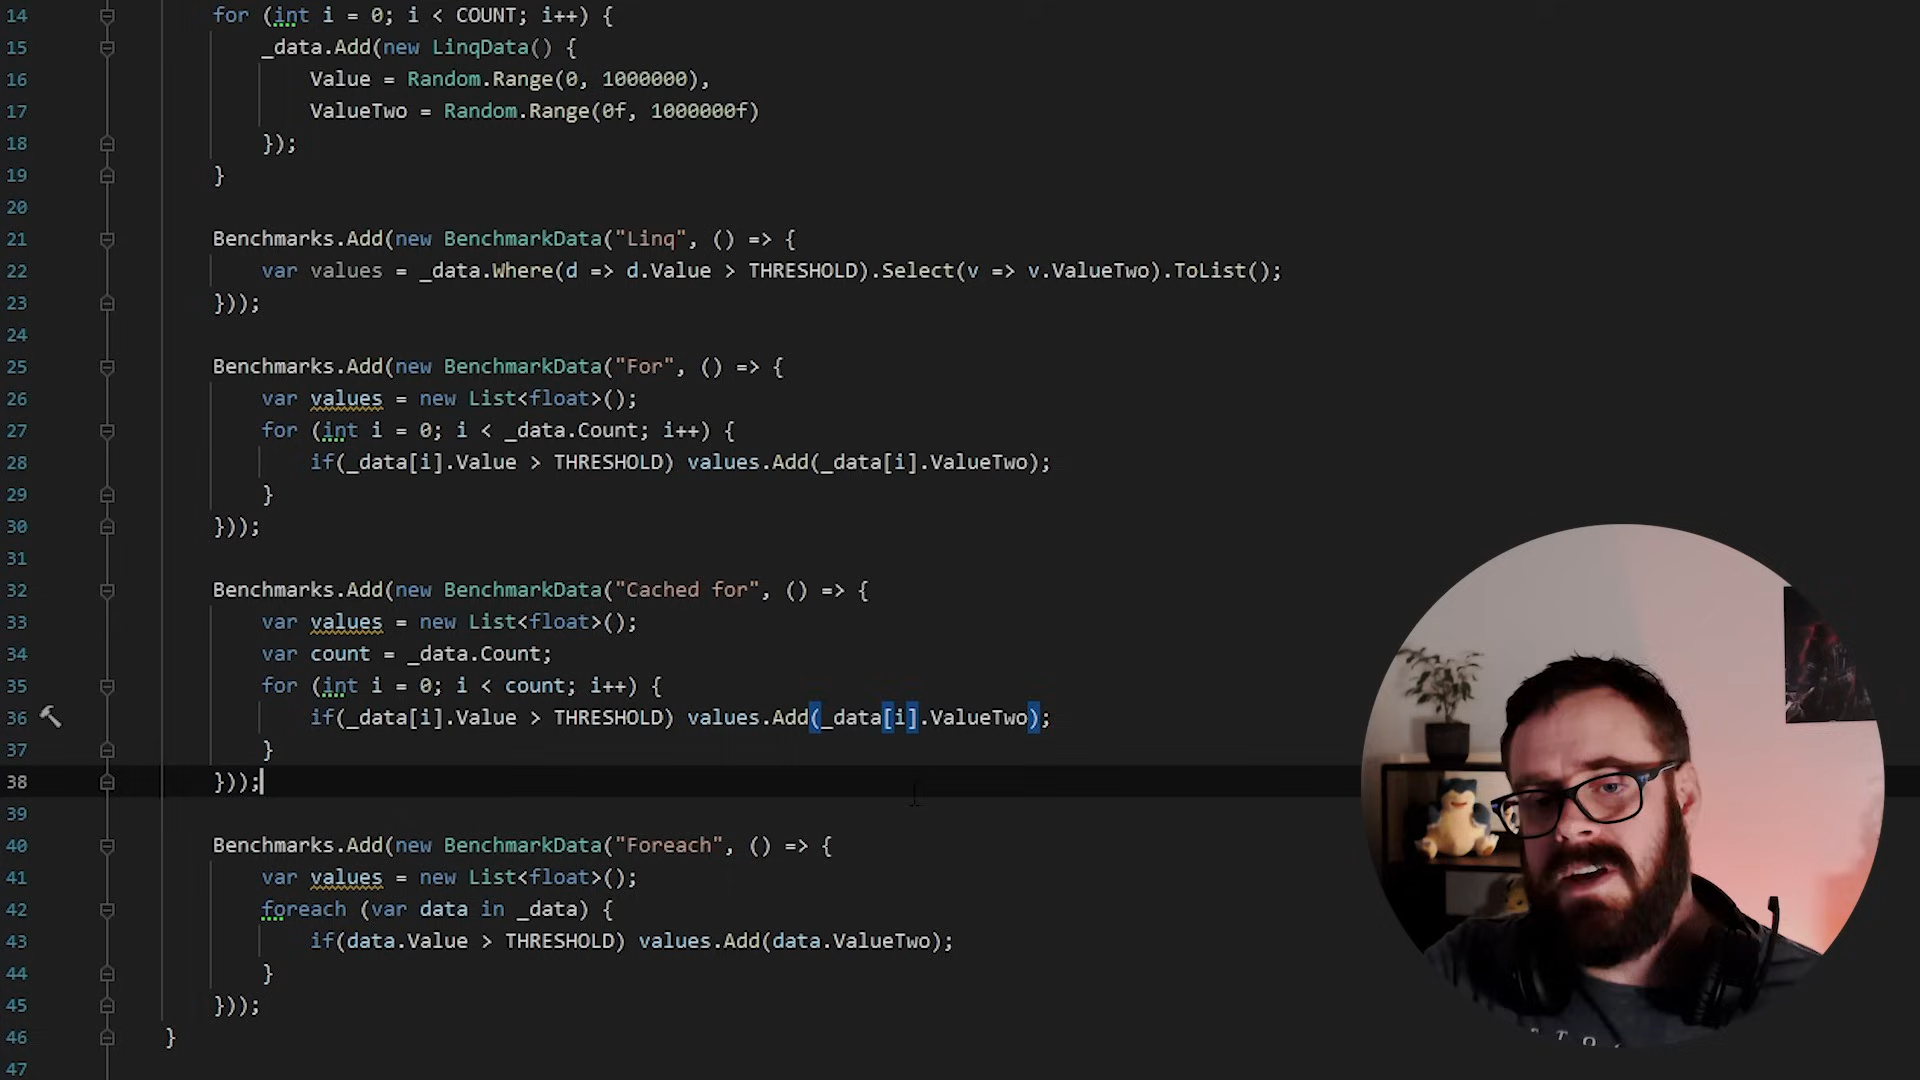 14 for (int i = 0; i < COUNT; i++) {
15 _data.Add(new LinqData() {
16 Value = Random.Range(0, 1000000),
17 ValueTwo = Random.Range(0f, 1000000f)
18 });
19 }
20
21 Benchmarks.Add(new BenchmarkData("Linq", () => {
22 var values = _data.Where(d => d.Value > THRESHOLD).Select(v => v.ValueTwo).ToList();
23 }));
24
25 Benchmarks.Add(new BenchmarkData("For", () => {
26 var values = new List<float>();
27 for (int i = 0; i < _data.Count; i++) {
28 if(_data[i].Value > THRESHOLD) values.Add(_data[i].ValueTwo);
29 }
30 }));
31
32 Benchmarks.Add(new BenchmarkData("Cached for", () => {
33 var values = new List<float>();
34 var count = _data.Count;
35 for (int i = 0; i < count; i++) {
36 if(_data[i].Value > THRESHOLD) values.Add(_data[i].ValueTwo);
37 }
38 }));
39
40 Benchmarks.Add(new BenchmarkData("Foreach", () => {
41 var values = new List<float>();
42 foreach (var data in _data) {
43 if(data.Value > THRESHOLD) values.Add(data.ValueTwo);
44 }
45 }));
46 }
47